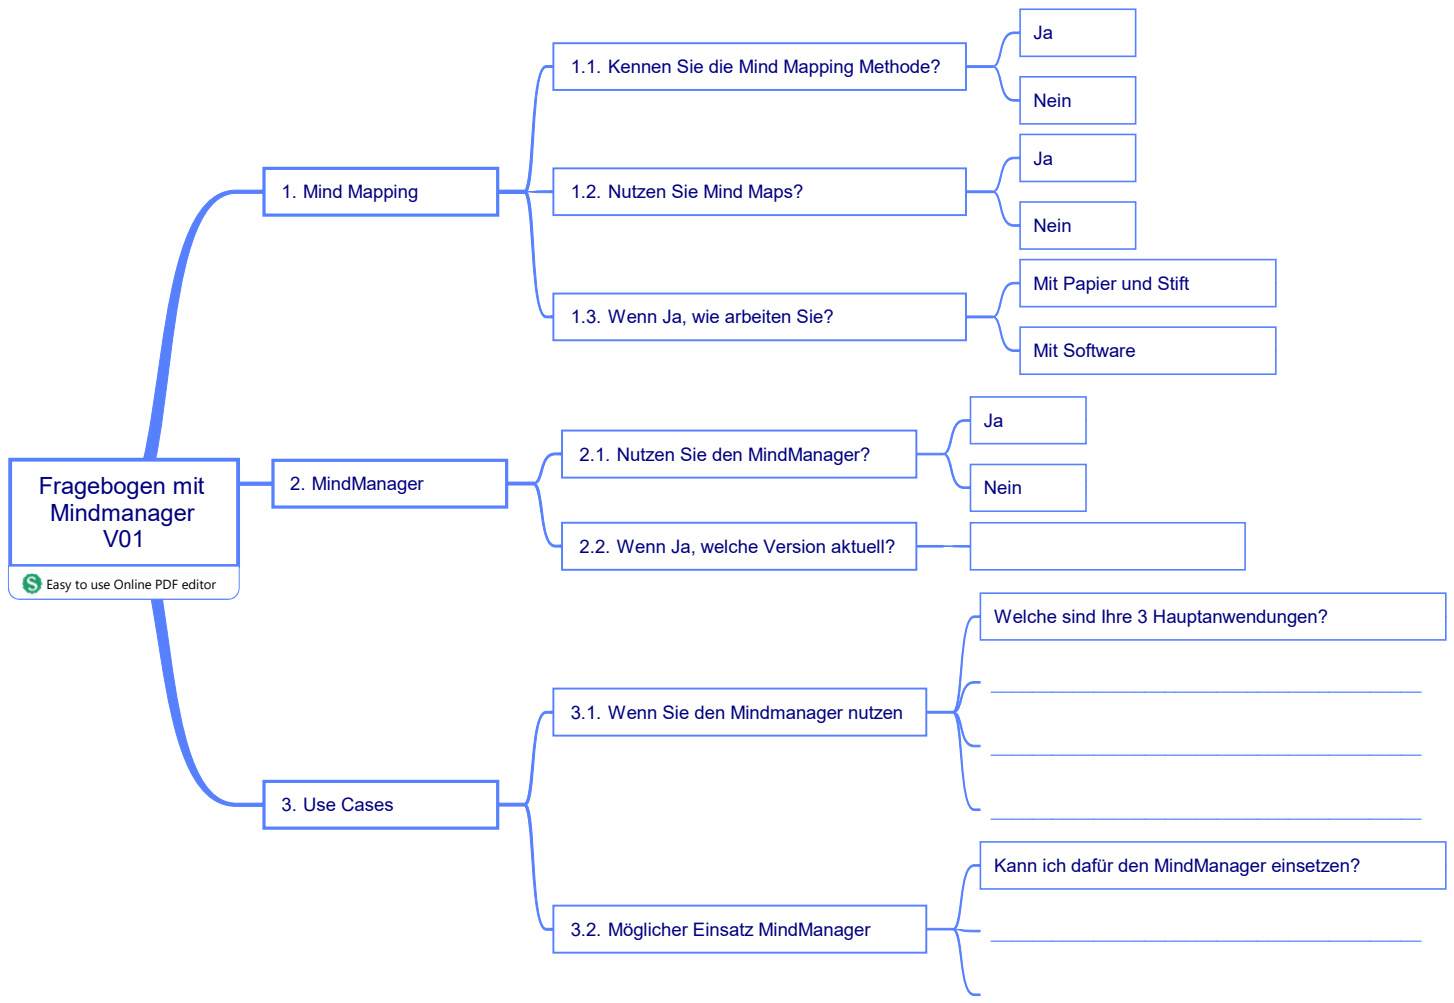 Fragebogen mit
Mindmanager
V01
Easy to use Online PDF editor
1. Mind Mapping
1.1. Kennen Sie die Mind Mapping Methode?
Ja
Nein
1.2. Nutzen Sie Mind Maps?
Ja
Nein
1.3. Wenn Ja, wie arbeiten Sie?
Mit Papier und Stift
Mit Software
2. MindManager
2.1. Nutzen Sie den MindManager?
Ja
Nein
2.2. Wenn Ja, welche Version aktuell?
3. Use Cases
3.1. Wenn Sie den Mindmanager nutzen
Welche sind Ihre 3 Hauptanwendungen?
3.2. Möglicher Einsatz MindManager
Kann ich dafür den MindManager einsetzen?